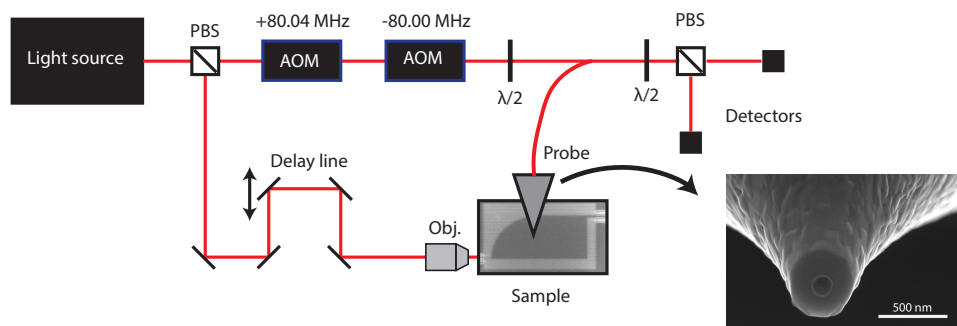 +80.04 MHz
-80.00 MHz
PBS
PBS
Light source
AOM
AOM
λ/2
λ/2
Detectors
Delay line
Probe
Obj.
Sample
500 nm